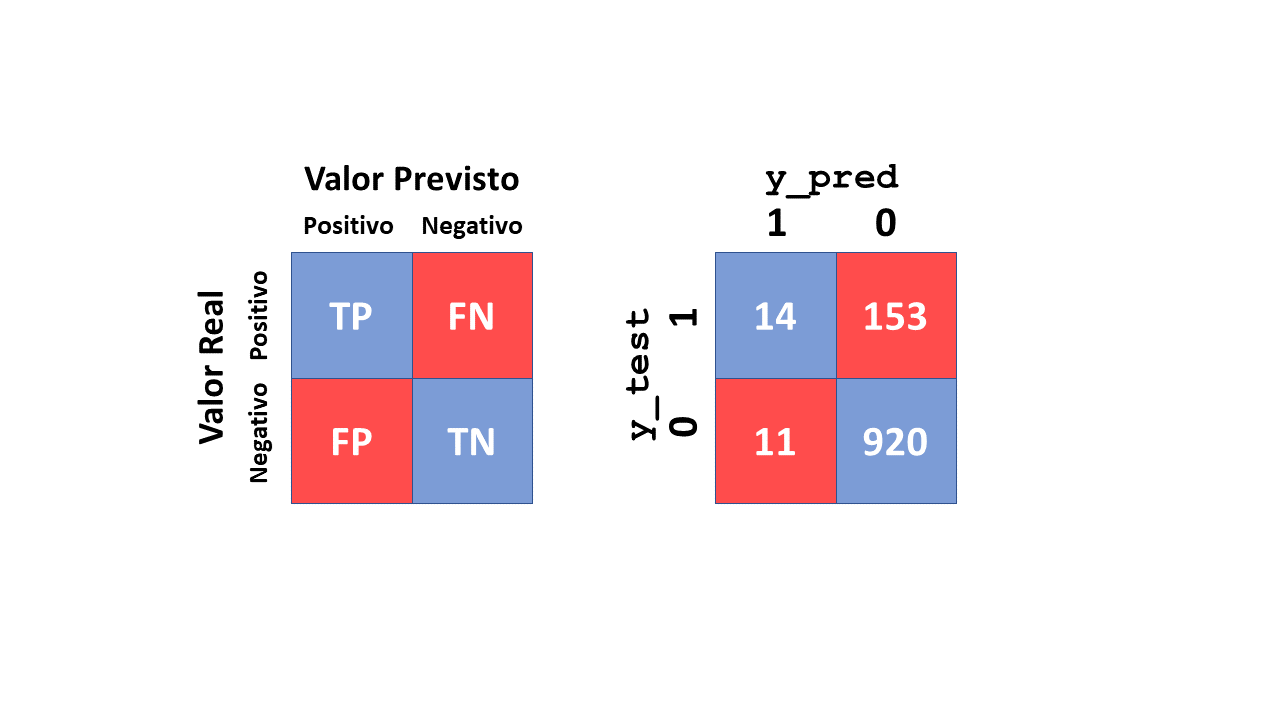 Valor Previsto
Positivo Negativo
Valor Real
Positivo
Negativo
TP FN
FP TN
y_pred
1 0
y_test
1
0
14 153
11 920